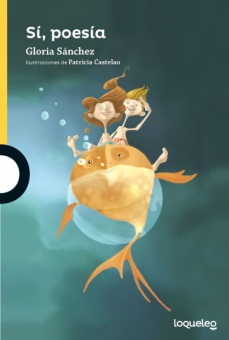 Sí, poesía
Gloria Sánchez
Ilustraciones de Patricia Castelao
loqueleo